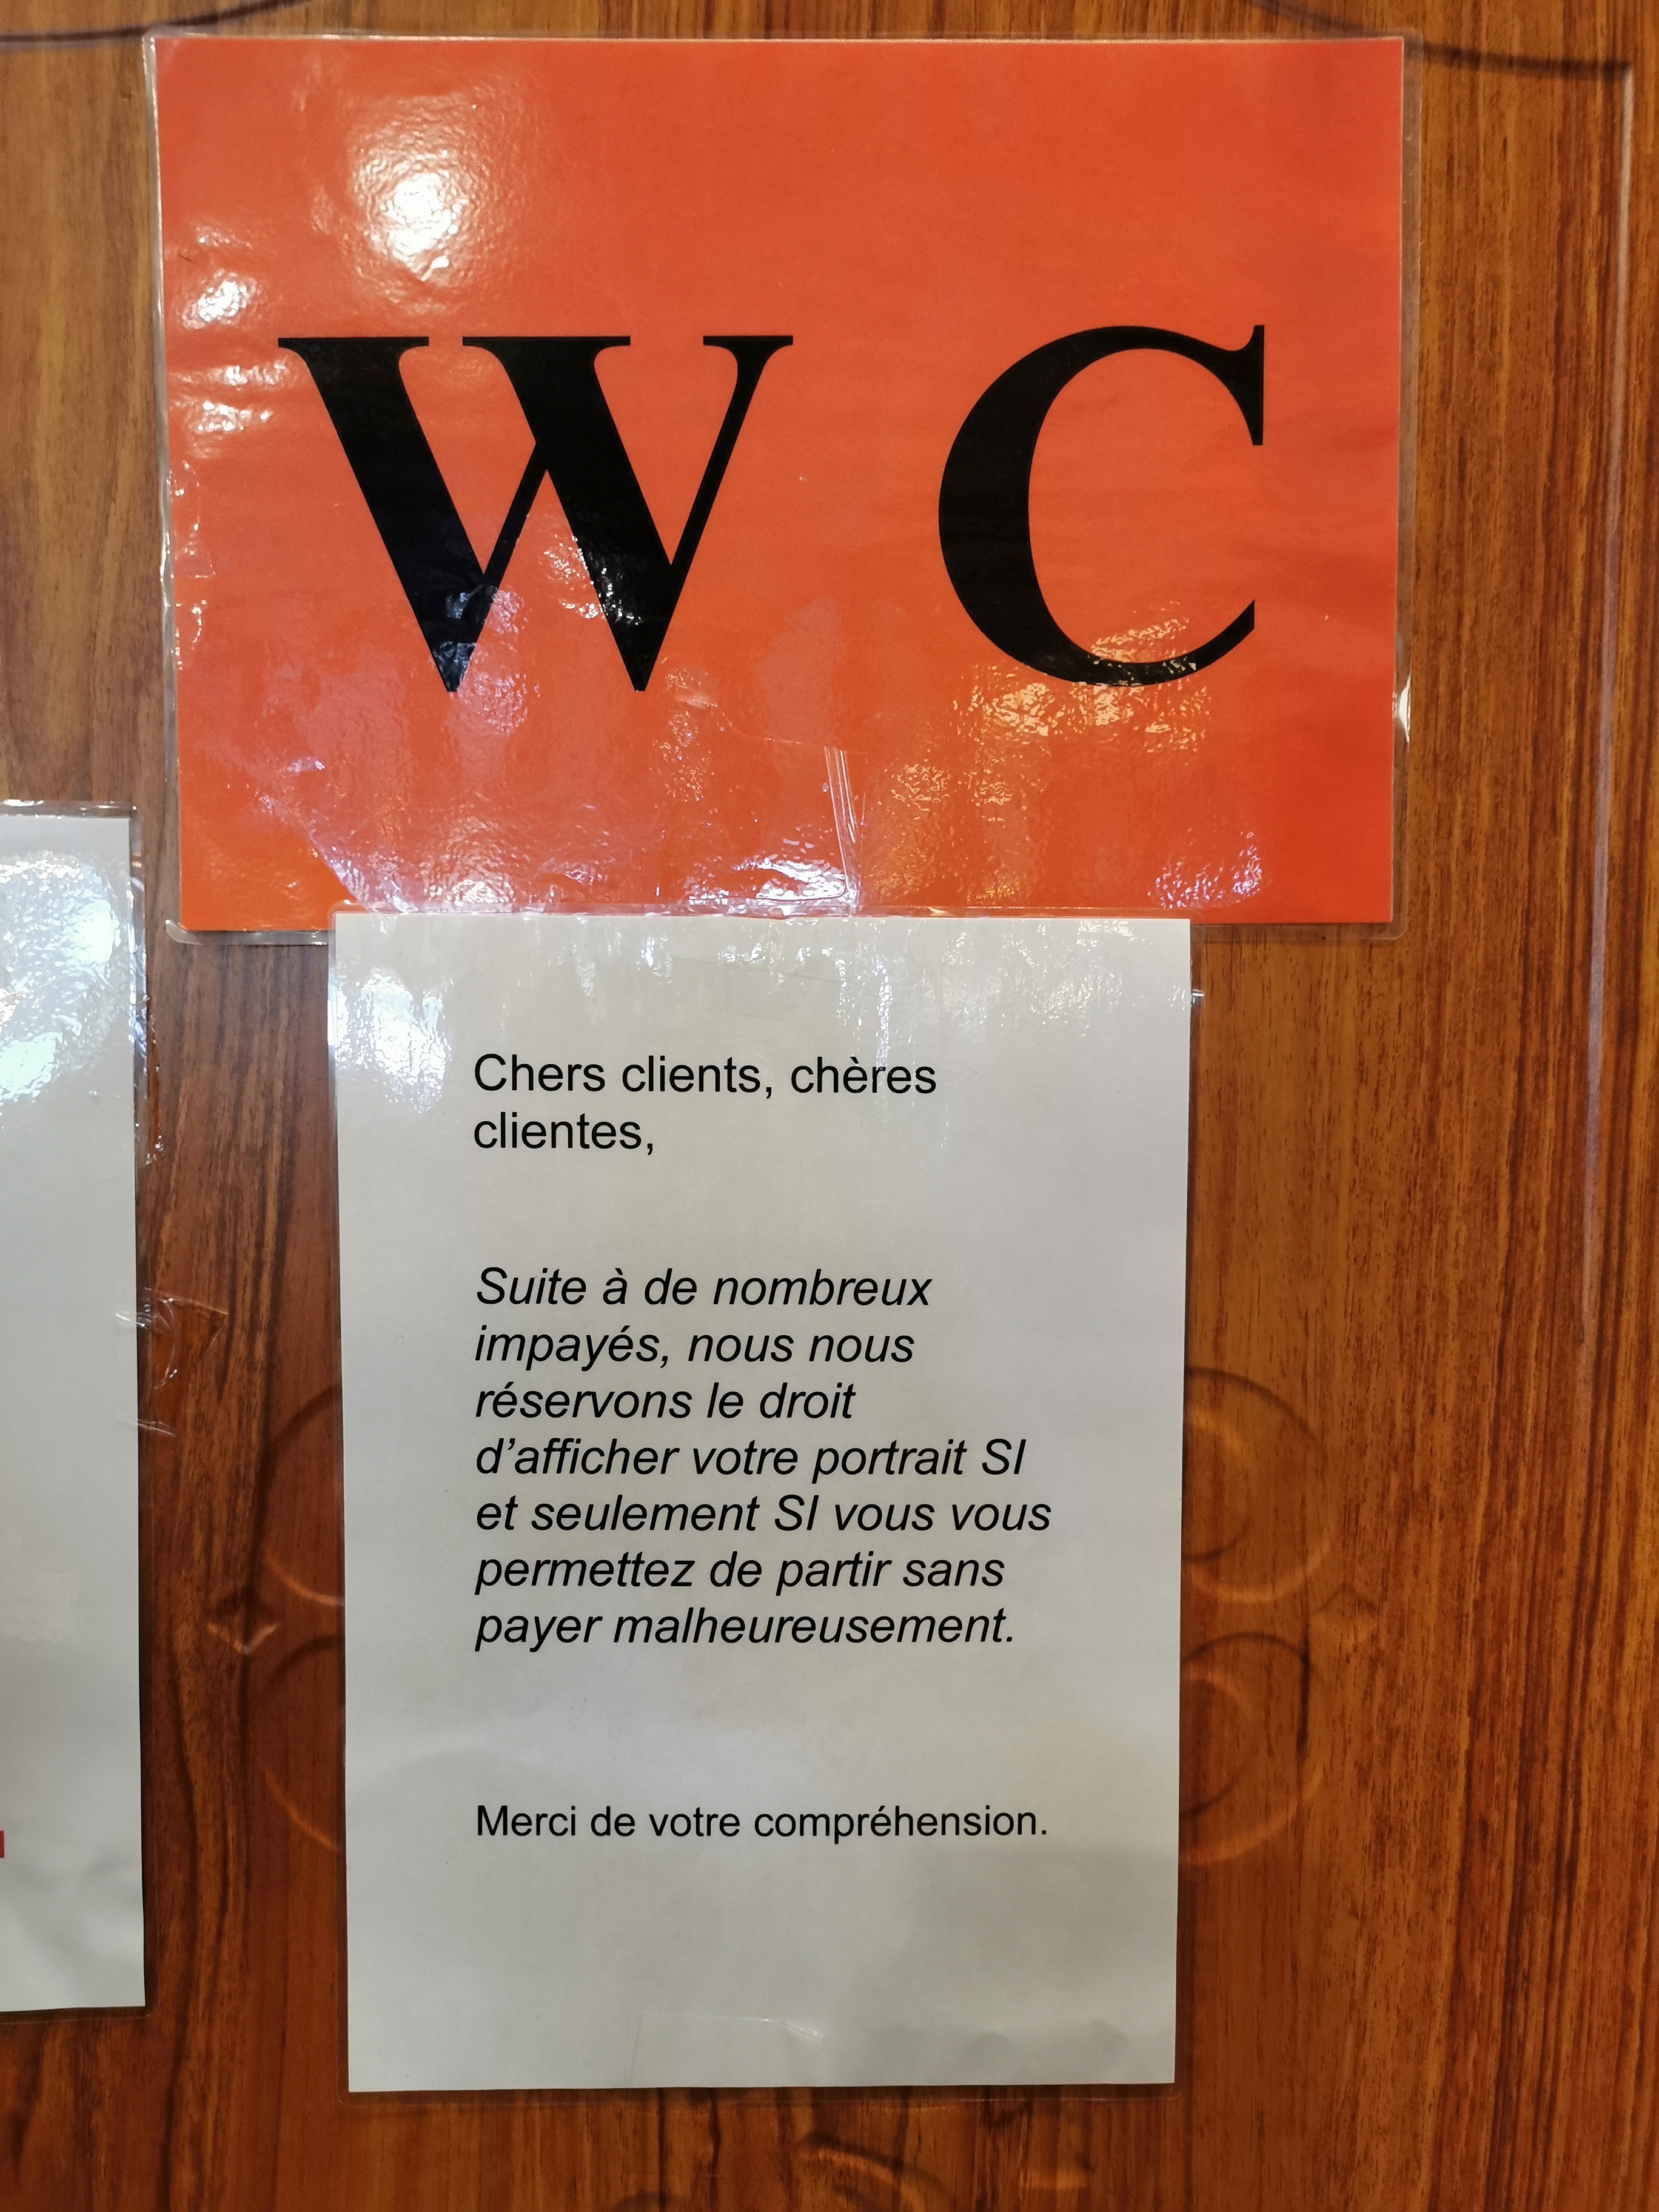 W C
Chers clients, chères
clientes,
Suite à de nombreux
impayés, nous nous
réservons le droit
d’afficher votre portrait SI
et seulement SI vous vous
permettez de partir sans
payer malheureusement.
Merci de votre compréhension.